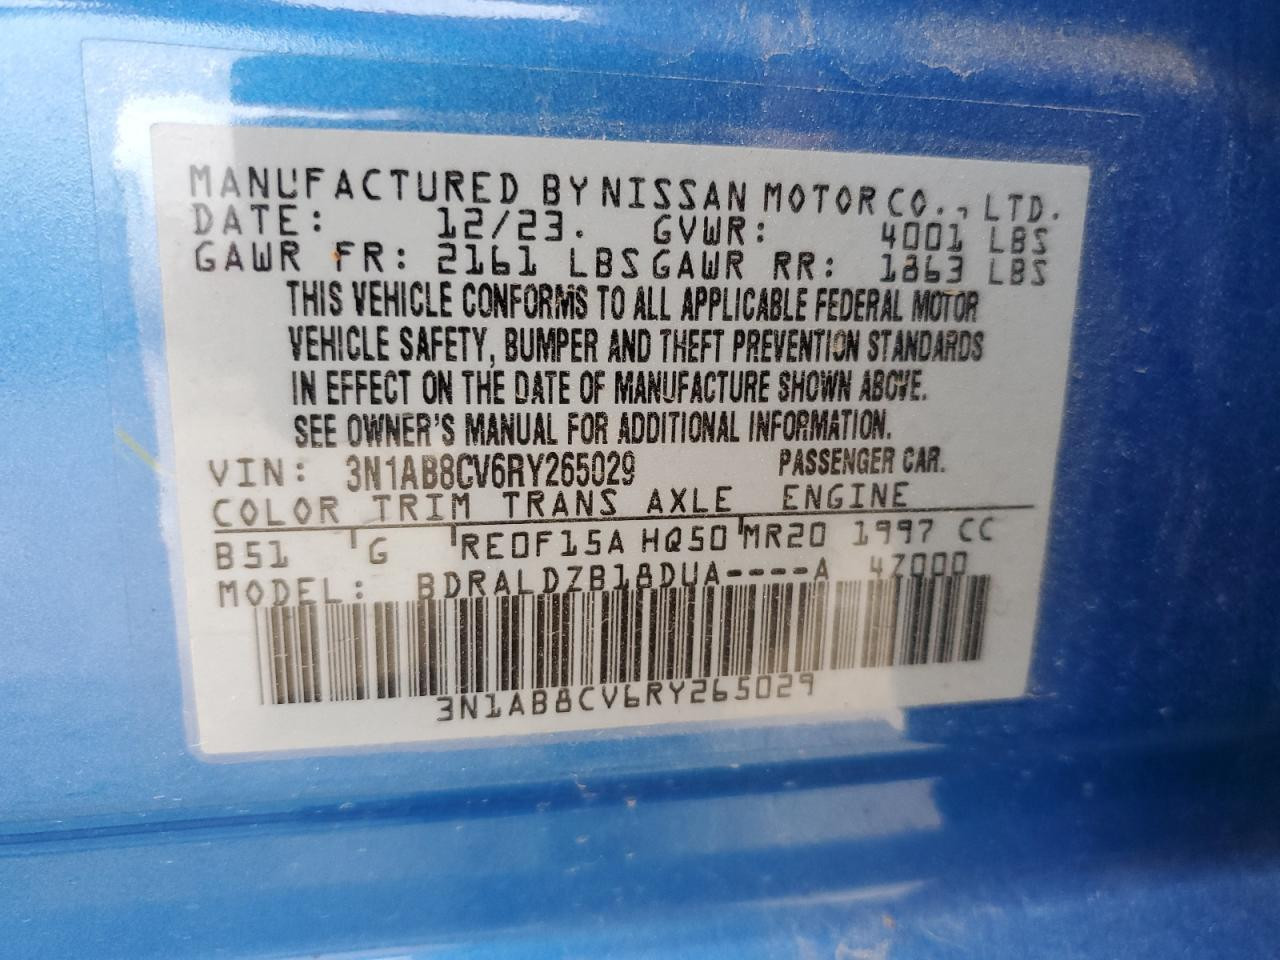 MANUFACTURED BY NISSAN MOTOR CO., LTD.
DATE: 12/23. GVWR: 4001 LBS
GAWR FR: 2161 LBS GAWR RR: 1863 LBS
THIS VEHICLE CONFORMS TO ALL APPLICABLE FEDERAL MOTOR
VEHICLE SAFETY, BUMPER AND THEFT PREVENTION STANDARDS
IN EFFECT ON THE DATE OF MANUFACTURE SHOWN ABOVE.
SEE OWNER'S MANUAL FOR ADDITIONAL INFORMATION.
VIN: 3N1AB8CV6RY265029 PASSENGER CAR.
COLOR TRIM TRANS AXLE ENGINE
B51 G RE0F15A HQ50 MR20 1997 CC
MODEL: BDRALDZB18DUA----A 47000
3N1AB8CV6RY265029